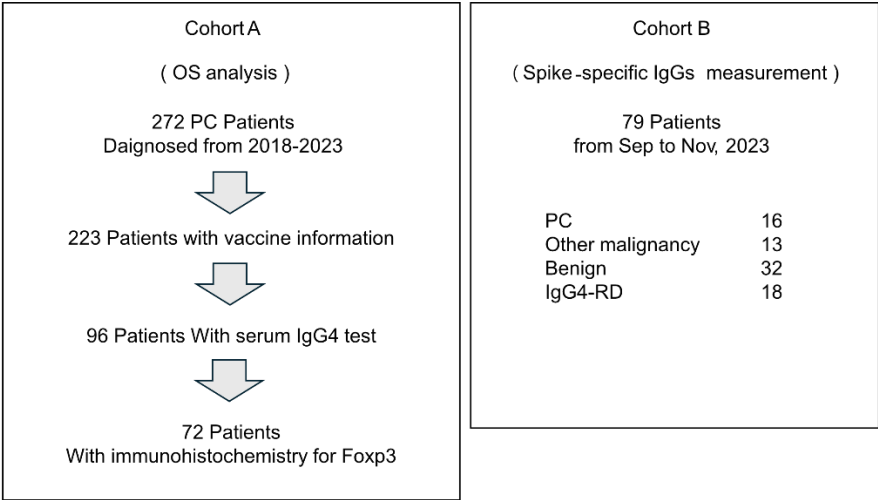 Cohort A
( OS analysis )
272 PC Patients
Daignosed from 2018-2023
223 Patients with vaccine information
96 Patients With serum IgG4 test
72 Patients
With immunohistochemistry for Foxp3
Cohort B
( Spike-specific IgGs measurement )
79 Patients
from Sep to Nov, 2023
PC 16
Other malignancy 13
Benign 32
IgG4-RD 18